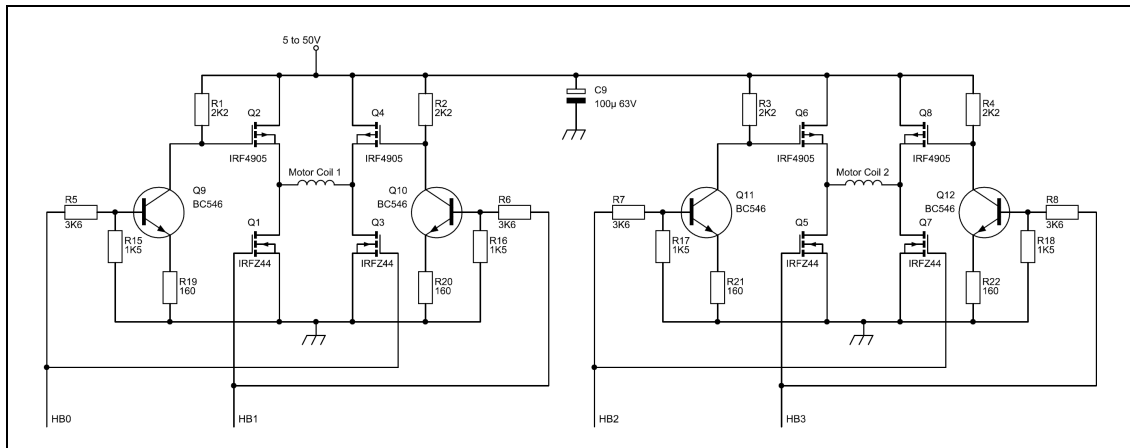 5 to 50V
R1
2K2
Q2
IRF4905
Q4
IRF4905
R2
2K2
C9
100µ 63V
R3
2K2
Q6
IRF4905
Q8
IRF4905
R4
2K2
Motor Coil 1
Motor Coil 2
R5
3K6
Q9
BC546
Q10
BC546
R6
3K6
R7
3K6
Q11
BC546
Q12
BC546
R8
3K6
R15
1K5
Q1
IRFZ44
Q3
IRFZ44
R16
1K5
R17
1K5
Q5
IRFZ44
Q7
IRFZ44
R18
1K5
R19
160
R20
160
R21
160
R22
160
HB0
HB1
HB2
HB3